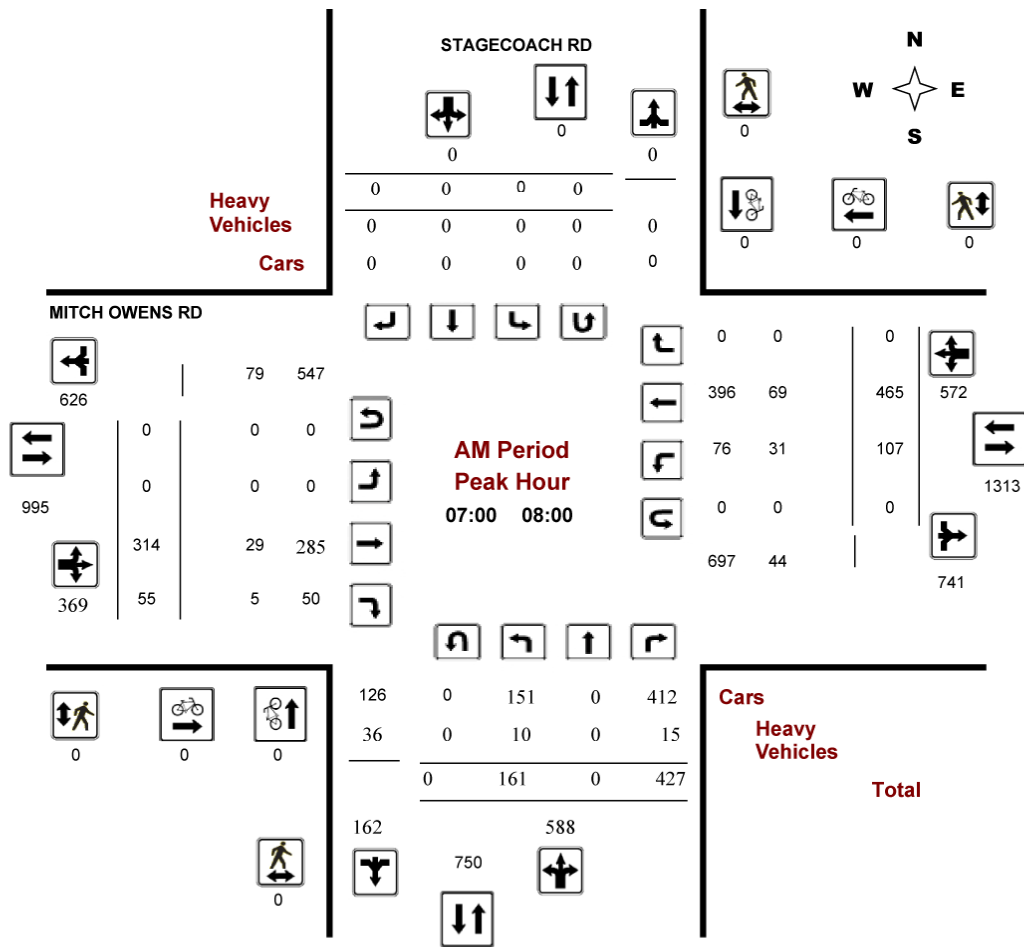 STAGECOACH RD
N
W E
S
0 0
0 0
0 0 0 0
Heavy
Vehicles
0 0 0 0 0
0 0 0
Cars
0 0 0 0 0
MITCH OWENS RD
0 0 0
79 547
626
396 69 465 572
0 0 0
AM Period
Peak Hour
76 31 107
1313
995
0 0 0
07:00 08:00
0 0 0
314 29 285
697 44
741
369
55 5 50
126 0 151 0 412
Cars
36 0 10 0 15
Heavy
Vehicles
0 0 0
0 161 0 427
Total
162 588
750
0